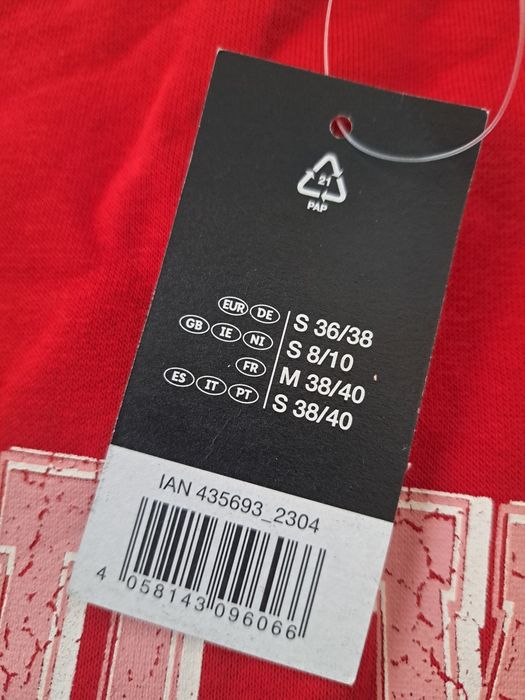 21
PAP
EUR DE S 36/38
GB IE NI S 8/10
FR M 38/40
ES IT PT S 38/40
IAN 435693_2304
4 058143 096066